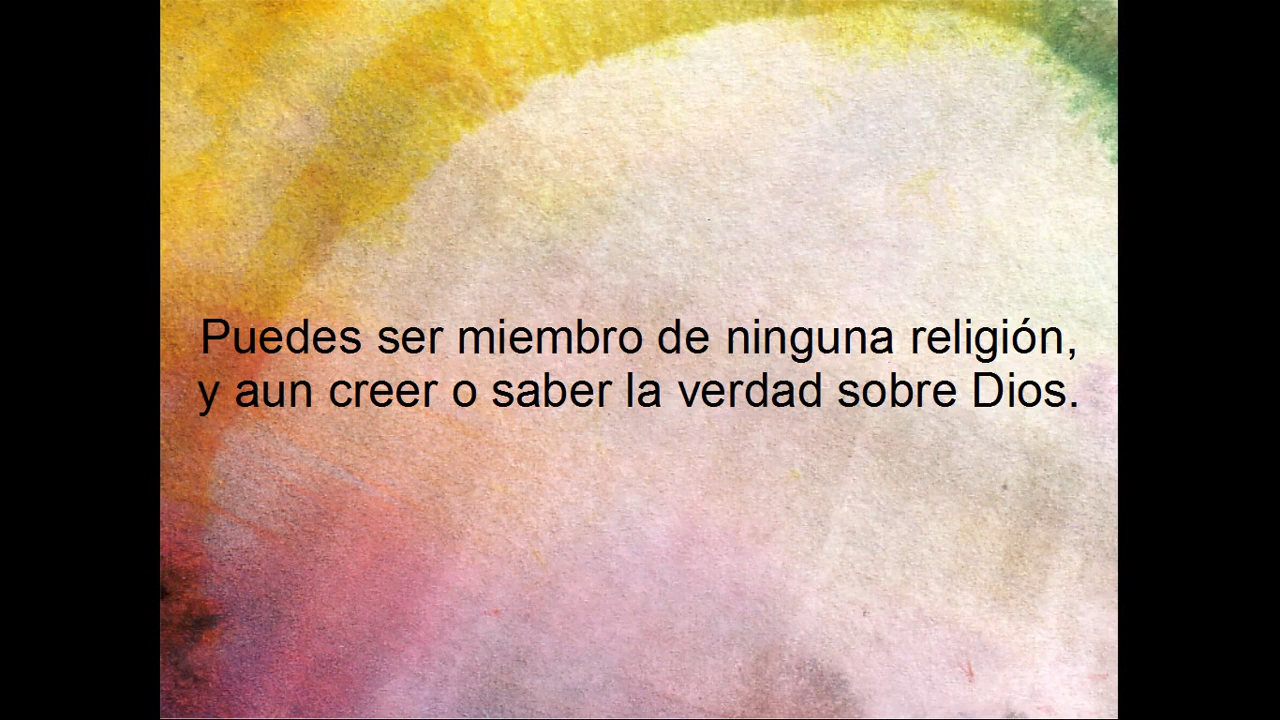 Puedes ser miembro de ninguna religión,
y aun creer o saber la verdad sobre Dios.